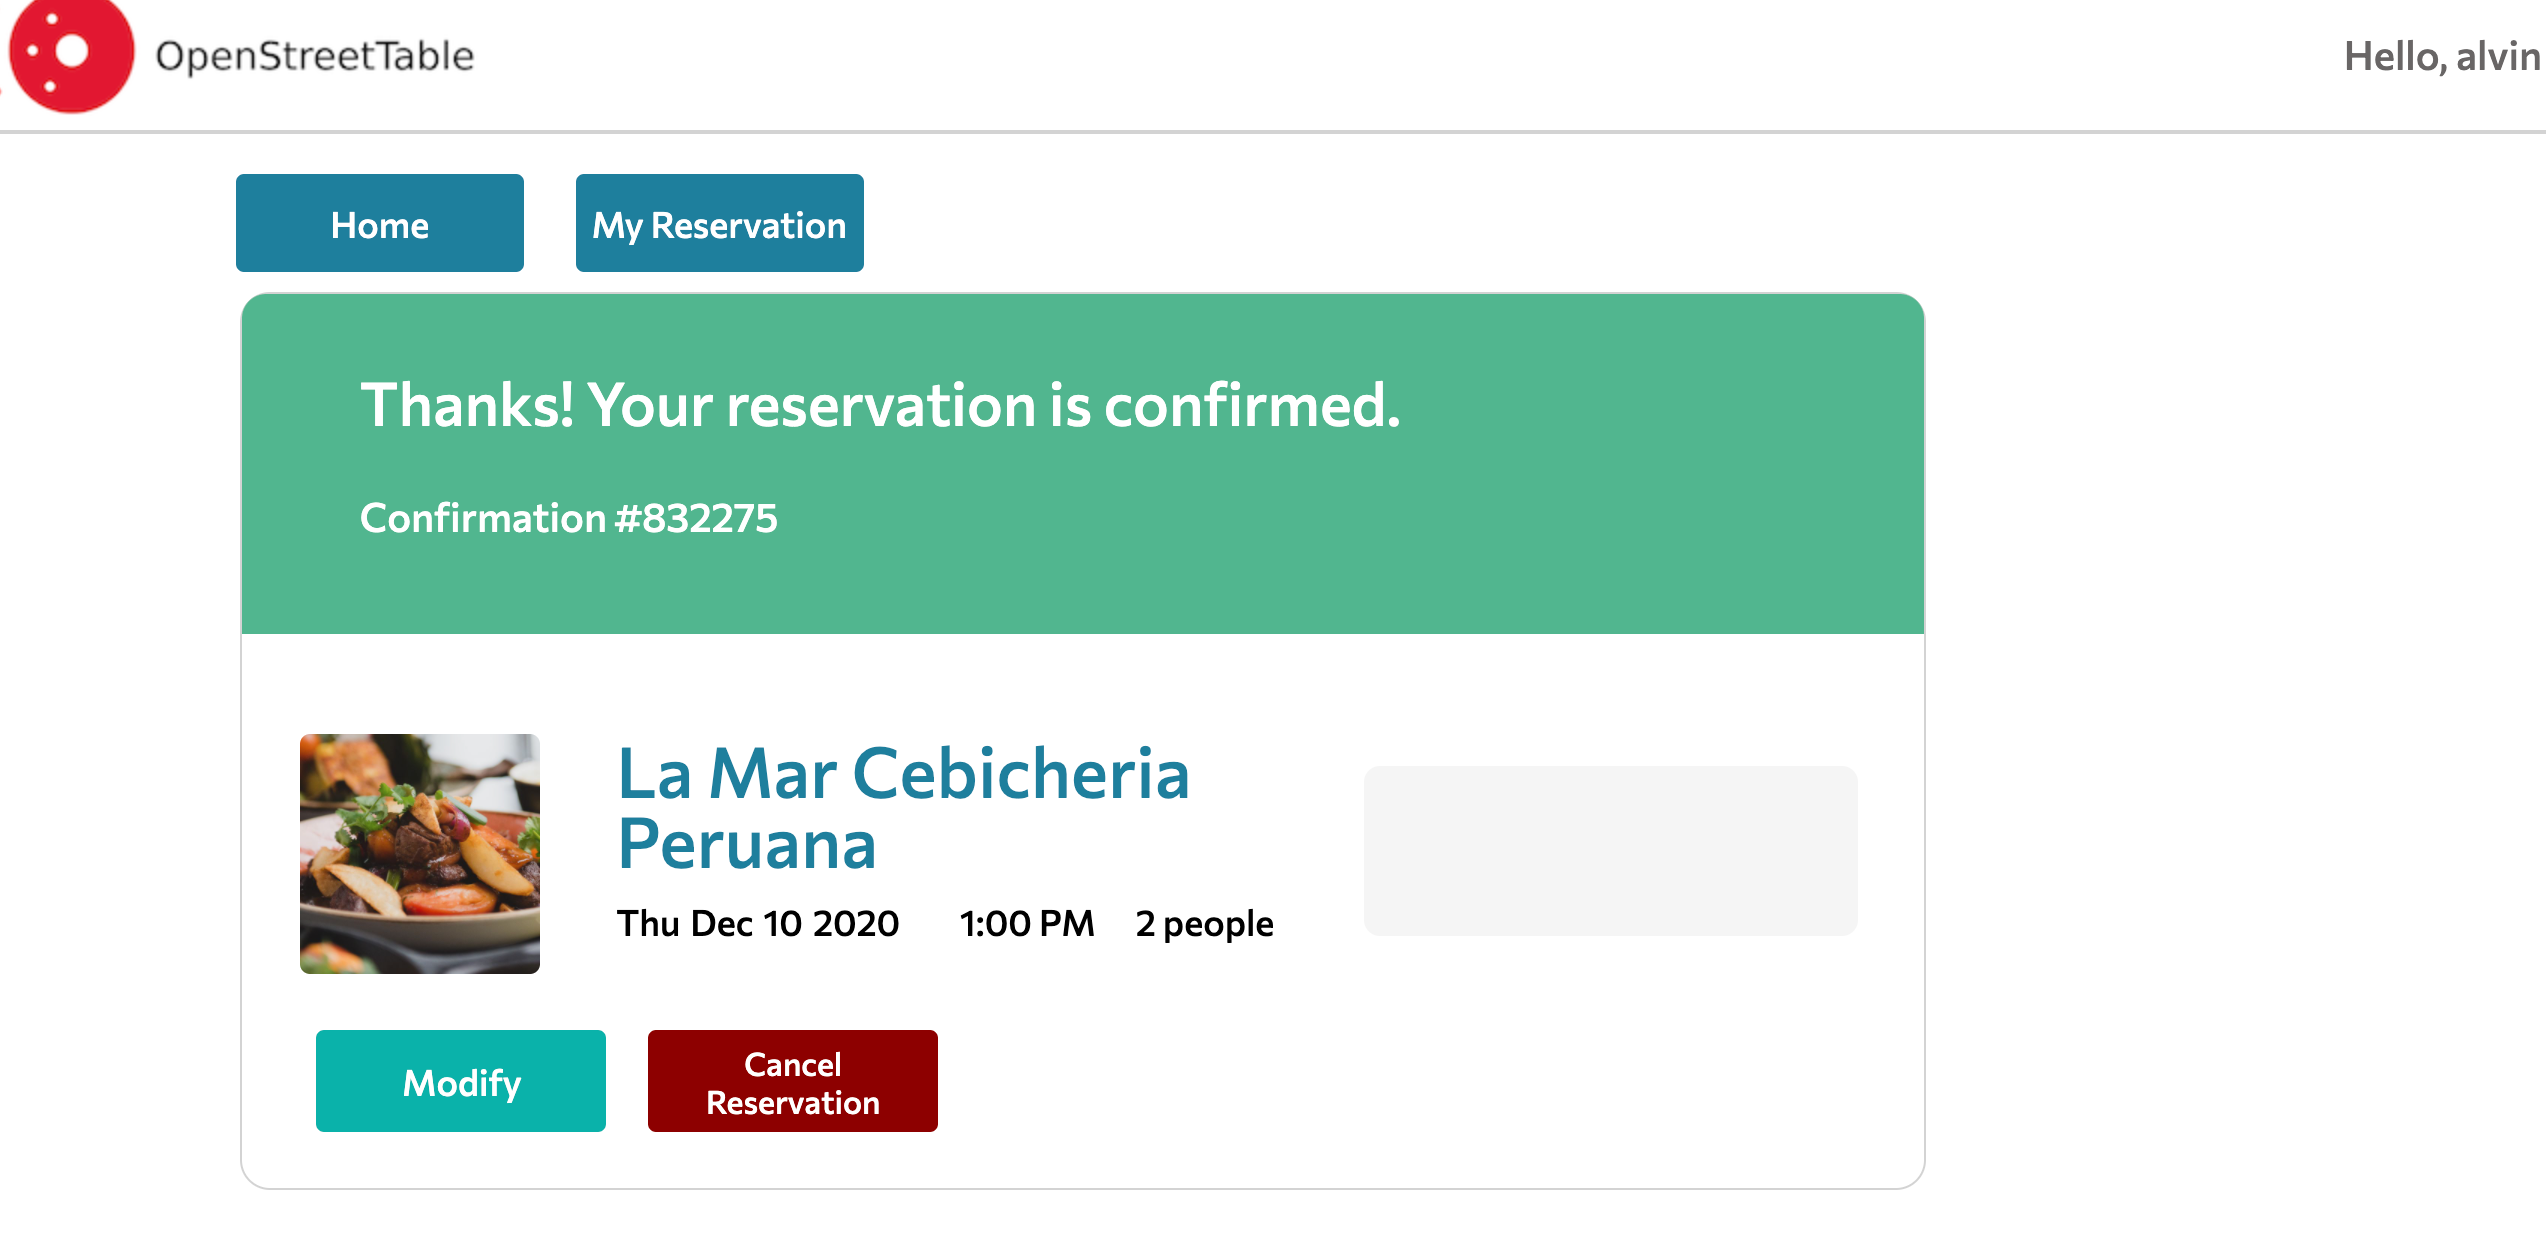 OpenStreetTable
Hello, alvin
Home
My Reservation
Thanks! Your reservation is confirmed.
Confirmation #832275
La Mar Cebicheria
Peruana
Thu Dec 10 2020 1:00 PM 2 people
Modify
Cancel
Reservation